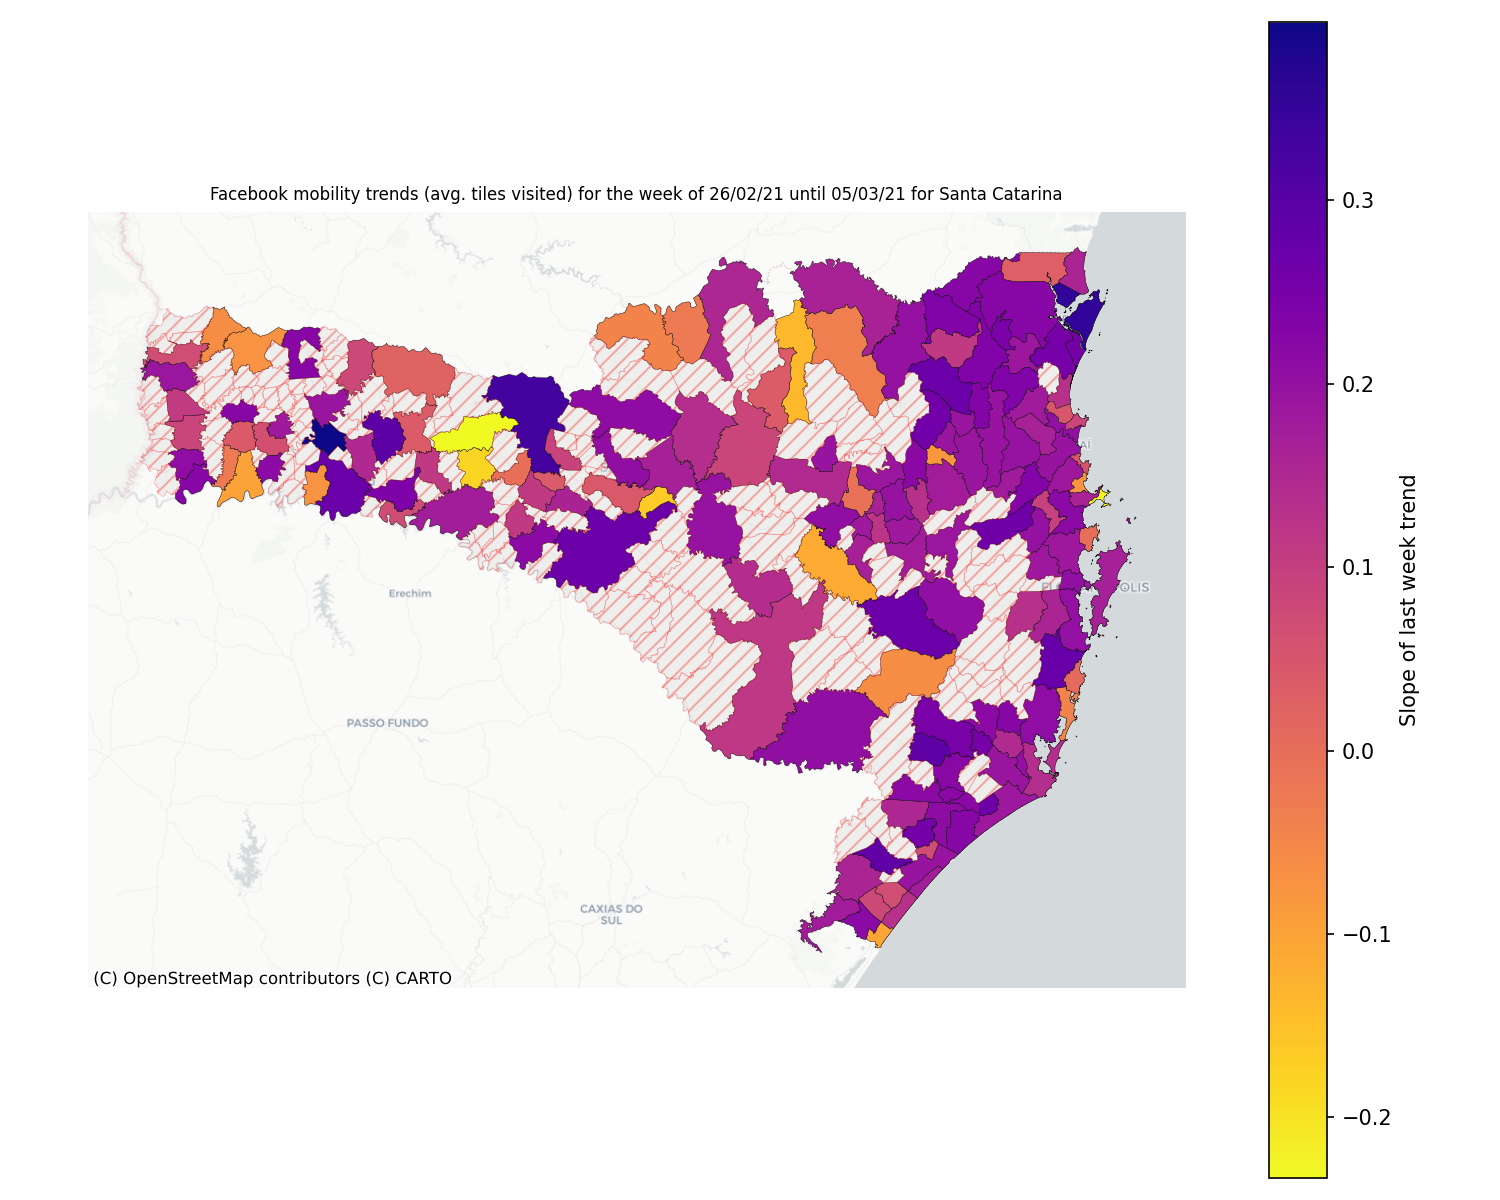 Facebook mobility trends (avg. tiles visited) for the week of 26/02/21 until 05/03/21 for Santa Catarina
0.3
0.2
0.1
0.0
−0.1
−0.2
Slope of last week trend
Erechim
OLIS
PASSO FUNDO
CAXIAS DO
SUL
(C) OpenStreetMap contributors (C) CARTO